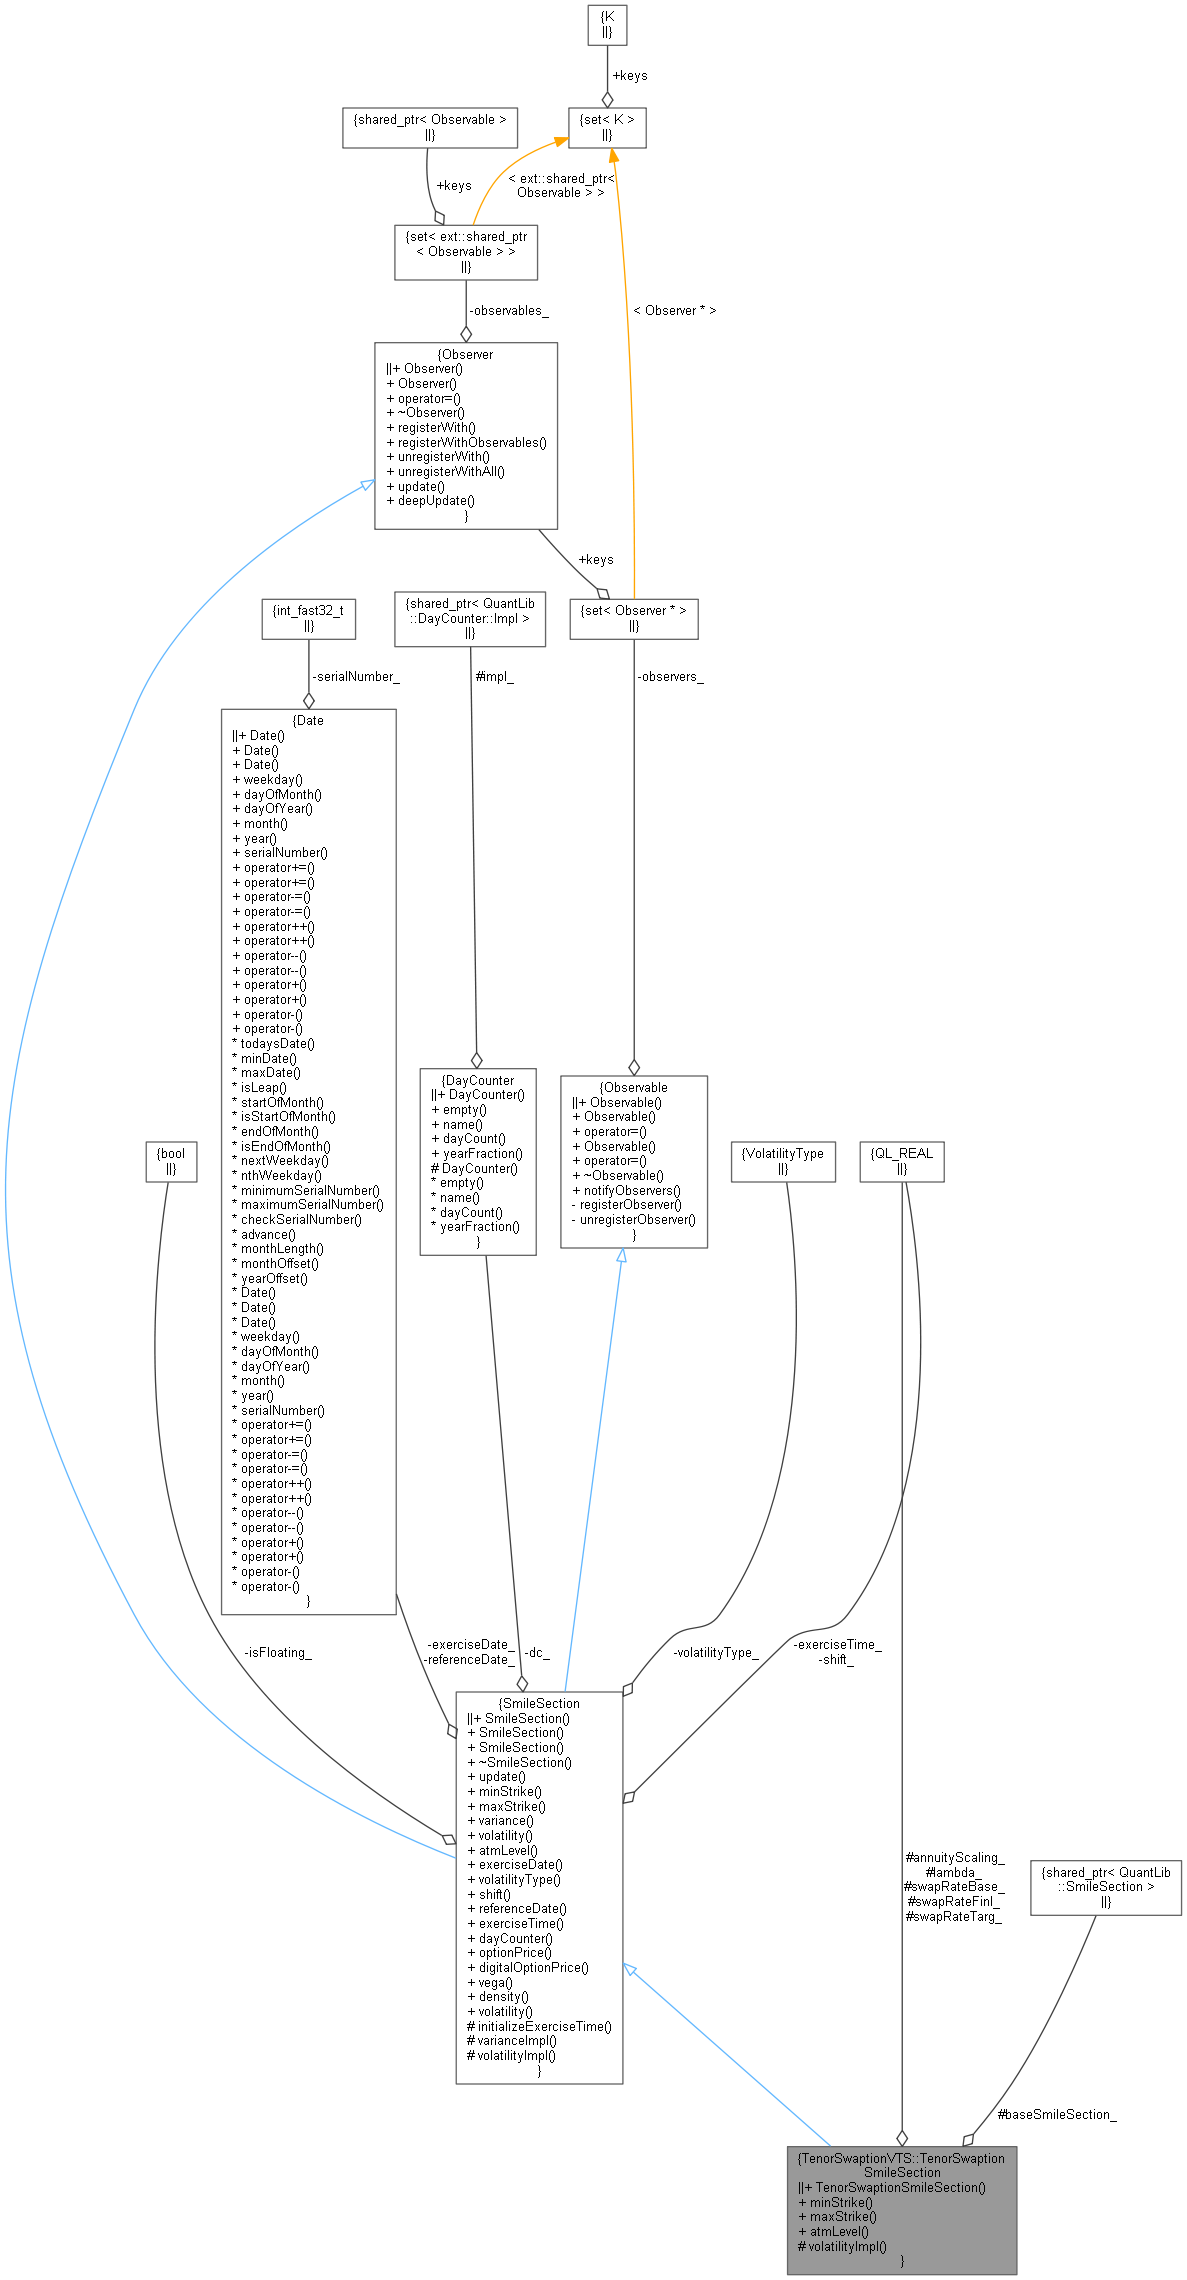 {K
||}
+keys
{shared_ptr< Observable >
||}
{set< K >
||}
+keys
< ext::shared_ptr<
Observable > >
{set< ext::shared_ptr
< Observable > >
||}
-observables_
< Observer * >
{Observer
||+ Observer()
+ Observer()
+ operator=()
+ ~Observer()
+ registerWith()
+ registerWithObservables()
+ unregisterWith()
+ unregisterWithAll()
+ update()
+ deepUpdate()
}
+keys
{int_fast32_t
||}
{shared_ptr< QuantLib
::DayCounter::Impl >
||}
{set< Observer * >
||}
-serialNumber_
#impl_
-observers_
{Date
||+ Date()
+ Date()
+ Date()
+ weekday()
+ dayOfMonth()
+ dayOfYear()
+ month()
+ year()
+ serialNumber()
+ operator+=()
+ operator+=()
+ operator-=()
+ operator-=()
+ operator++()
+ operator++()
+ operator--()
+ operator--()
+ operator+()
+ operator+()
+ operator-()
+ operator-()
* todaysDate()
* minDate()
* maxDate()
* isLeap()
* startOfMonth()
* isStartOfMonth()
* endOfMonth()
* isEndOfMonth()
* nextWeekday()
* nthWeekday()
* minimumSerialNumber()
* maximumSerialNumber()
* checkSerialNumber()
* advance()
* monthLength()
* monthOffset()
* yearOffset()
* Date()
* Date()
* Date()
* weekday()
* dayOfMonth()
* dayOfYear()
* month()
* year()
* serialNumber()
* operator+=()
* operator+=()
* operator-=()
* operator-=()
* operator++()
* operator++()
* operator--()
* operator--()
* operator+()
* operator+()
* operator-()
* operator-()
}
{DayCounter
||+ DayCounter()
+ empty()
+ name()
+ dayCount()
+ yearFraction()
# DayCounter()
* empty()
* name()
* dayCount()
* yearFraction()
}
{Observable
||+ Observable()
+ Observable()
+ operator=()
+ Observable()
+ operator=()
+ ~Observable()
+ notifyObservers()
- registerObserver()
- unregisterObserver()
}
{bool
||}
{VolatilityType
||}
{QL_REAL
||}
-isFloating_
-exerciseDate_
-referenceDate_
-dc_
-volatilityType_
-exerciseTime_
-shift_
{SmileSection
||+ SmileSection()
+ SmileSection()
+ SmileSection()
+ ~SmileSection()
+ update()
+ minStrike()
+ maxStrike()
+ variance()
+ volatility()
+ atmLevel()
+ exerciseDate()
+ volatilityType()
+ shift()
+ referenceDate()
+ exerciseTime()
+ dayCounter()
+ optionPrice()
+ digitalOptionPrice()
+ vega()
+ density()
+ volatility()
# initializeExerciseTime()
# varianceImpl()
# volatilityImpl()
}
#annuityScaling_
#lambda_
#swapRateBase_
#swapRateFinl_
#swapRateTarg_
{shared_ptr< QuantLib
::SmileSection >
||}
#baseSmileSection_
{TenorSwaptionVTS::TenorSwaption
SmileSection
||+ TenorSwaptionSmileSection()
+ minStrike()
+ maxStrike()
+ atmLevel()
# volatilityImpl()
}